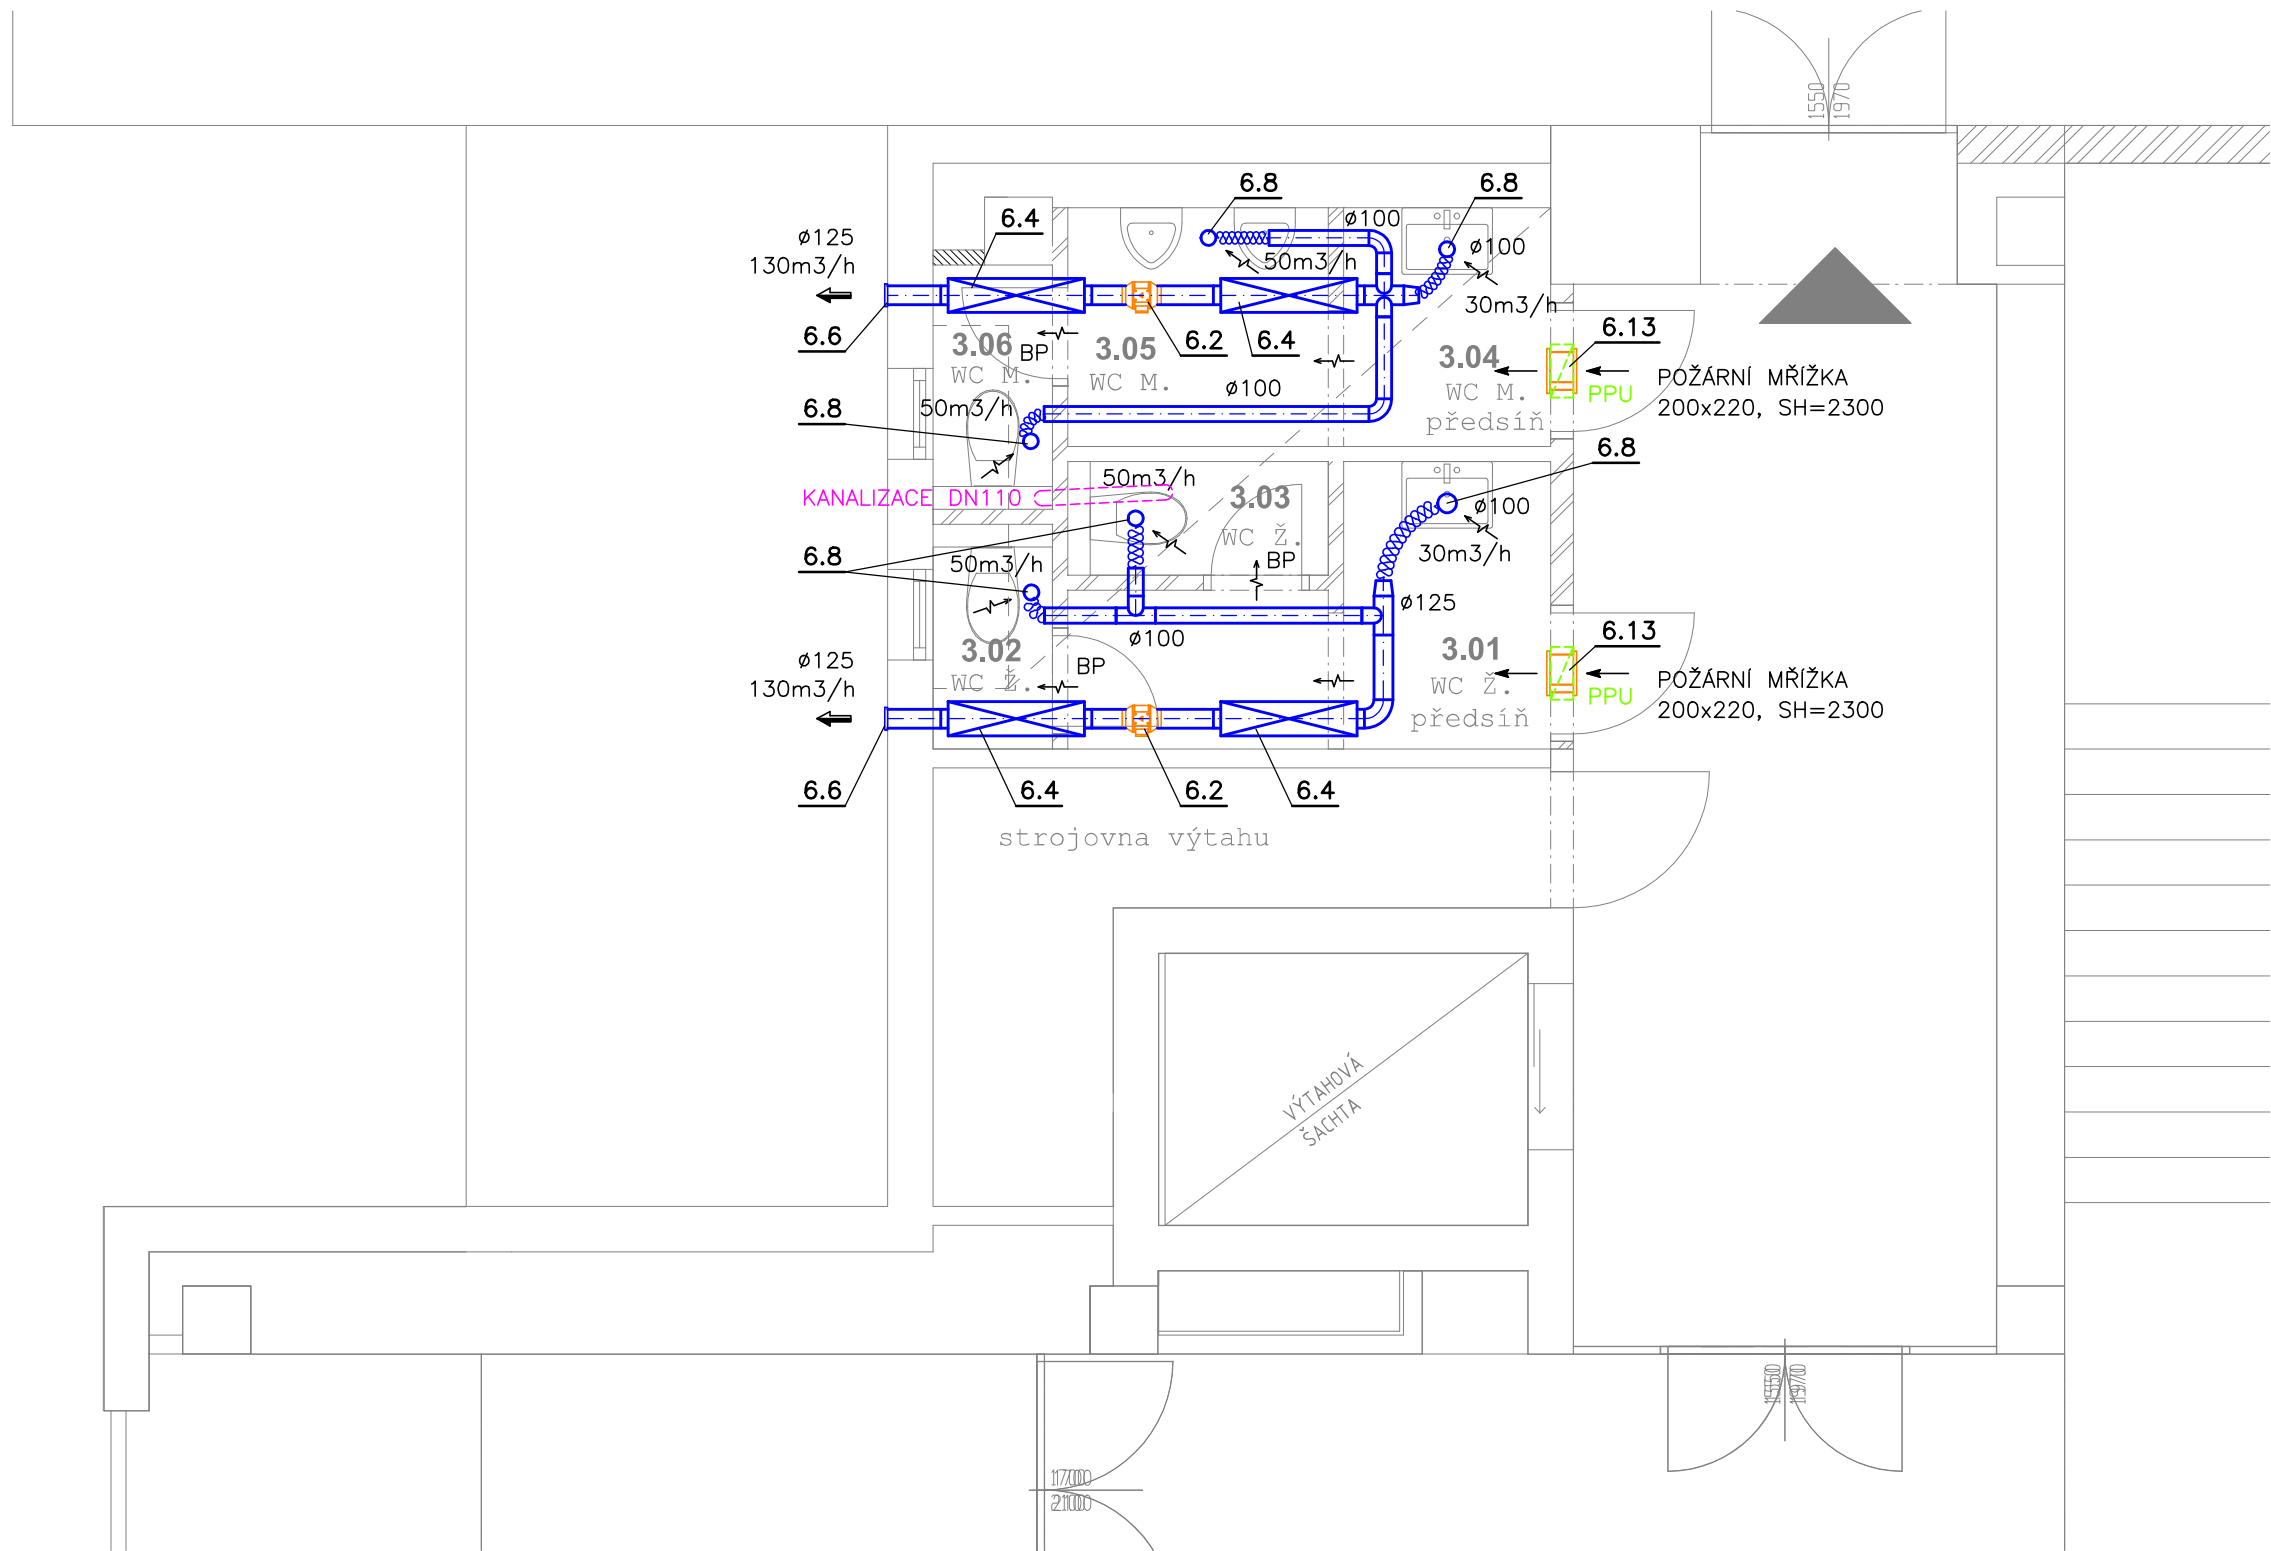 1550
1970
6.8
6.8
6.4
ø100
ø125
130m3/h
ø100
50m3/h
30m3/h
6.6
3.06
WC M.
BP
3.05
WC M.
6.2
6.4
3.04
WC M.
předsíň
6.13
POŽÁRNÍ MŘÍŽKA
200x220, SH=2300
PPU
ø100
50m3/h
6.8
6.8
KANALIZACE DN110
50m3/h
3.03
WC Ž.
BP
ø100
30m3/h
6.8
50m3/h
ø125
ø100
3.02
WC Ž.
BP
3.01
WC Ž.
předsíň
6.13
POŽÁRNÍ MŘÍŽKA
200x220, SH=2300
PPU
ø125
130m3/h
6.6
6.4
6.2
6.4
strojovna výtahu
VÝTAHOVÁ
ŠACHTA
1550
1970